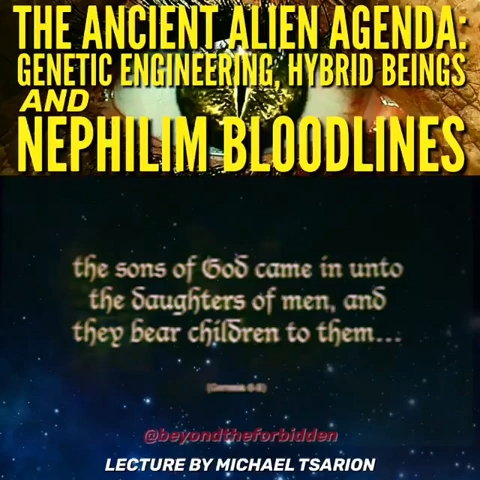 THE ANCIENT ALIEN AGENDA:
GENETIC ENGINEERING, HYBRID BEINGS
AND
NEPHILIM BLOODLINES
the sons of God came in unto
the daughters of men, and
they bear children to them...
@beyondtheforbidden
LECTURE BY MICHAEL TSARION